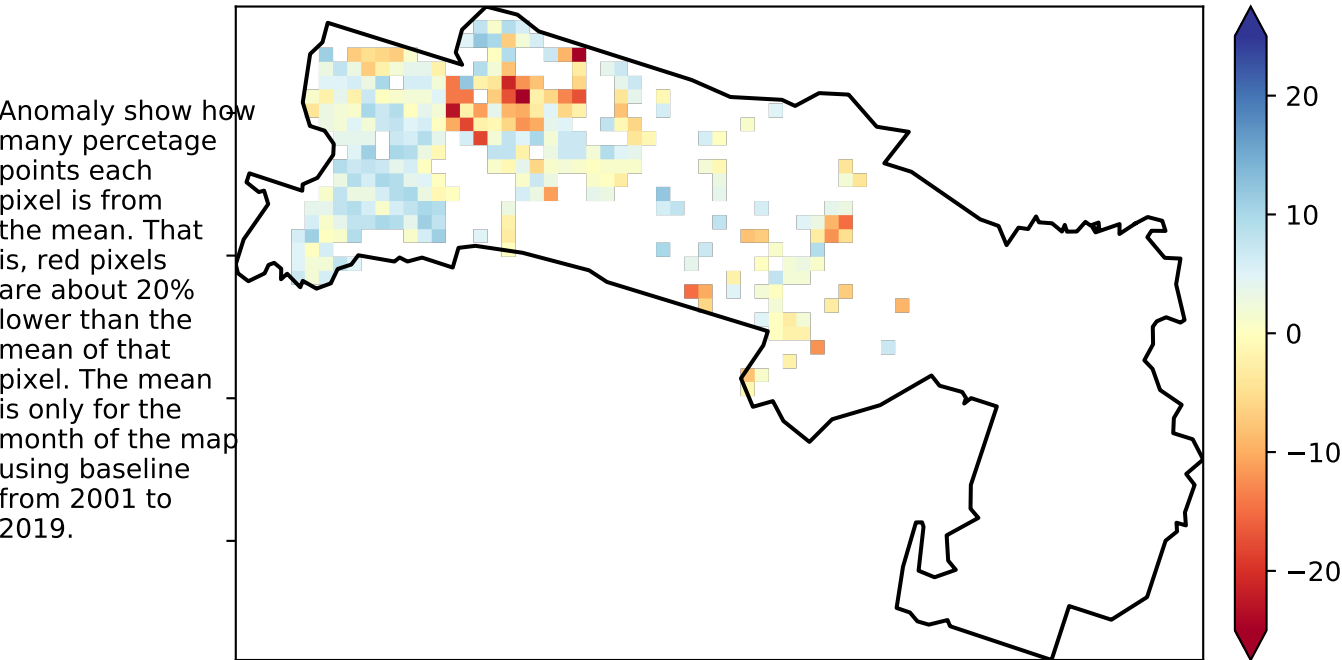 Anomaly show how
many percetage
points each
pixel is from
the mean. That
is, red pixels
are about 20%
lower than the
mean of that
pixel. The mean
is only for the
month of the map
using baseline
from 2001 to
2019.
20
10
0
−10
−20